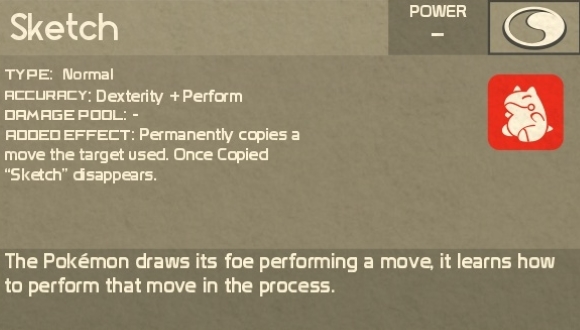 Sketch
POWER
–
TYPE: Normal
ACCURACY: Dexterity + Perform
DAMAGE POOL: -
ADDED EFFECT: Permanently copies a
move the target used. Once Copied
“Sketch” disappears.
The Pokémon draws its foe performing a move, it learns how
to perform that move in the process.